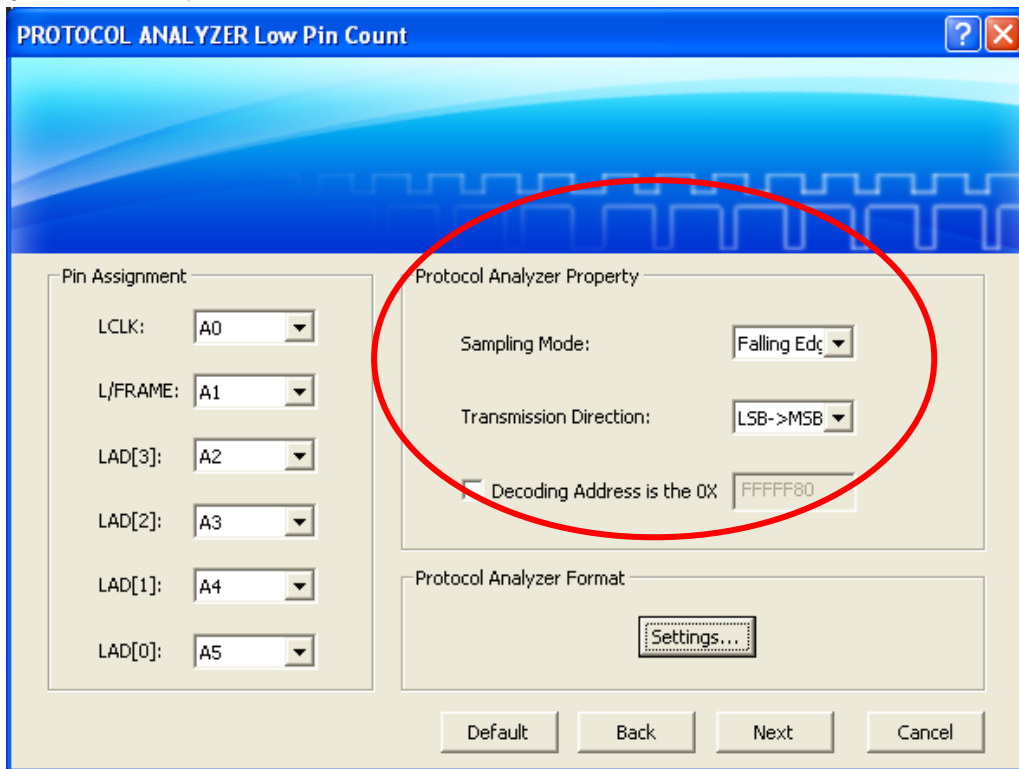 PROTOCOL ANALYZER Low Pin Count
Pin Assignment
LCLK: A0
L/FRAME: A1
LAD[3]: A2
LAD[2]: A3
LAD[1]: A4
LAD[0]: A5
Protocol Analyzer Property
Sampling Mode: Falling Edg
Transmission Direction: LSB->MSB
Decoding Address is the 0X FFFFF80
Protocol Analyzer Format
Settings...
Default Back Next Cancel